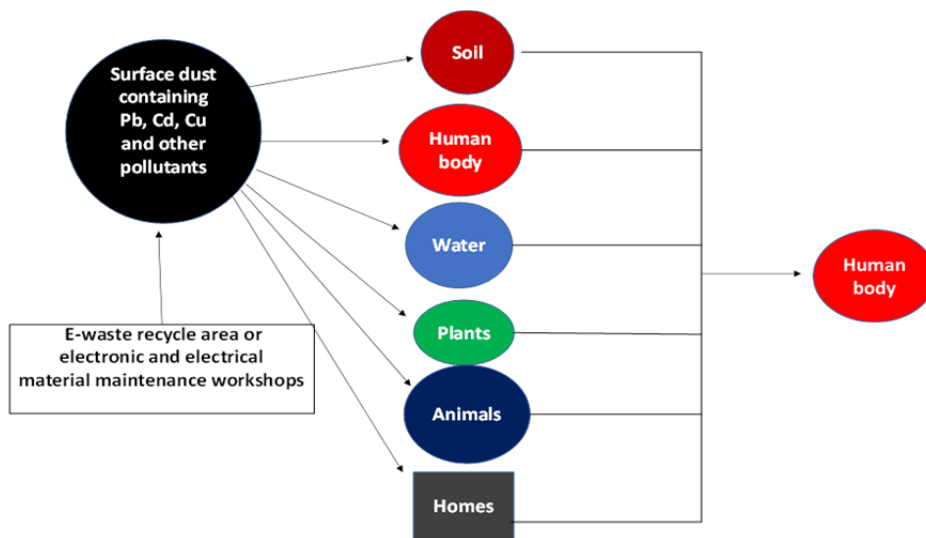 Surface dust
containing
Pb, Cd, Cu
and other
pollutants
E-waste recycle area or
electronic and electrical
material maintenance workshops
Soil
Human
body
Water
Plants
Animals
Homes
Human
body